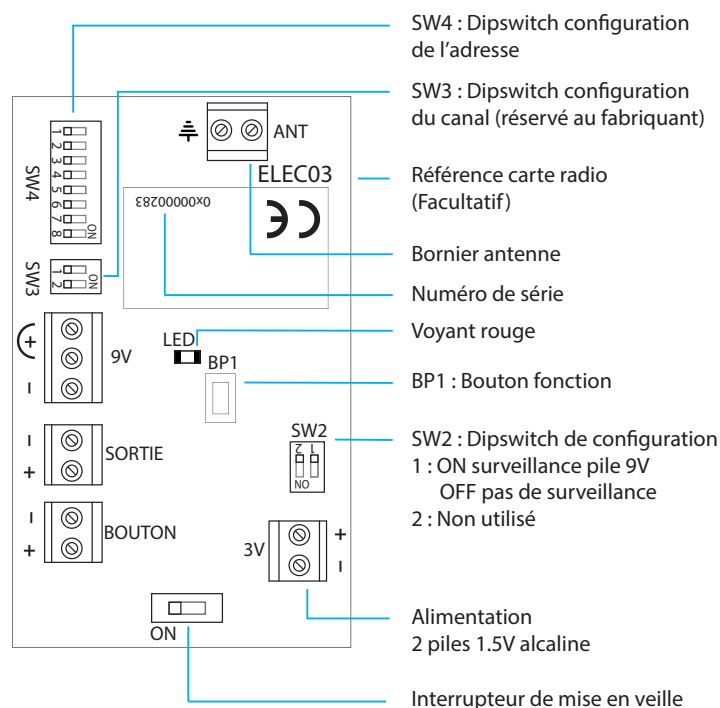 SW4 : Dipswitch configuration
de l'adresse
SW3 : Dipswitch configuration
du canal (réservé au fabriquant)
Référence carte radio
(Facultatif)
Bornier antenne
Numéro de série
Voyant rouge
BP1 : Bouton fonction
SW2 : Dipswitch de configuration
1 : ON surveillance pile 9V
OFF pas de surveillance
2 : Non utilisé
Alimentation
2 piles 1.5V alcaline
Interrupteur de mise en veille
ANT
ELEC03
0x00000283
CE
SW4
1 2 3 4 5 6 7 8
ON
SW3
1 2
ON
+
9V
–
LED
BP1
–
SORTIE
+
–
BOUTON
+
SW2
1 2
ON
3V
+
–
ON